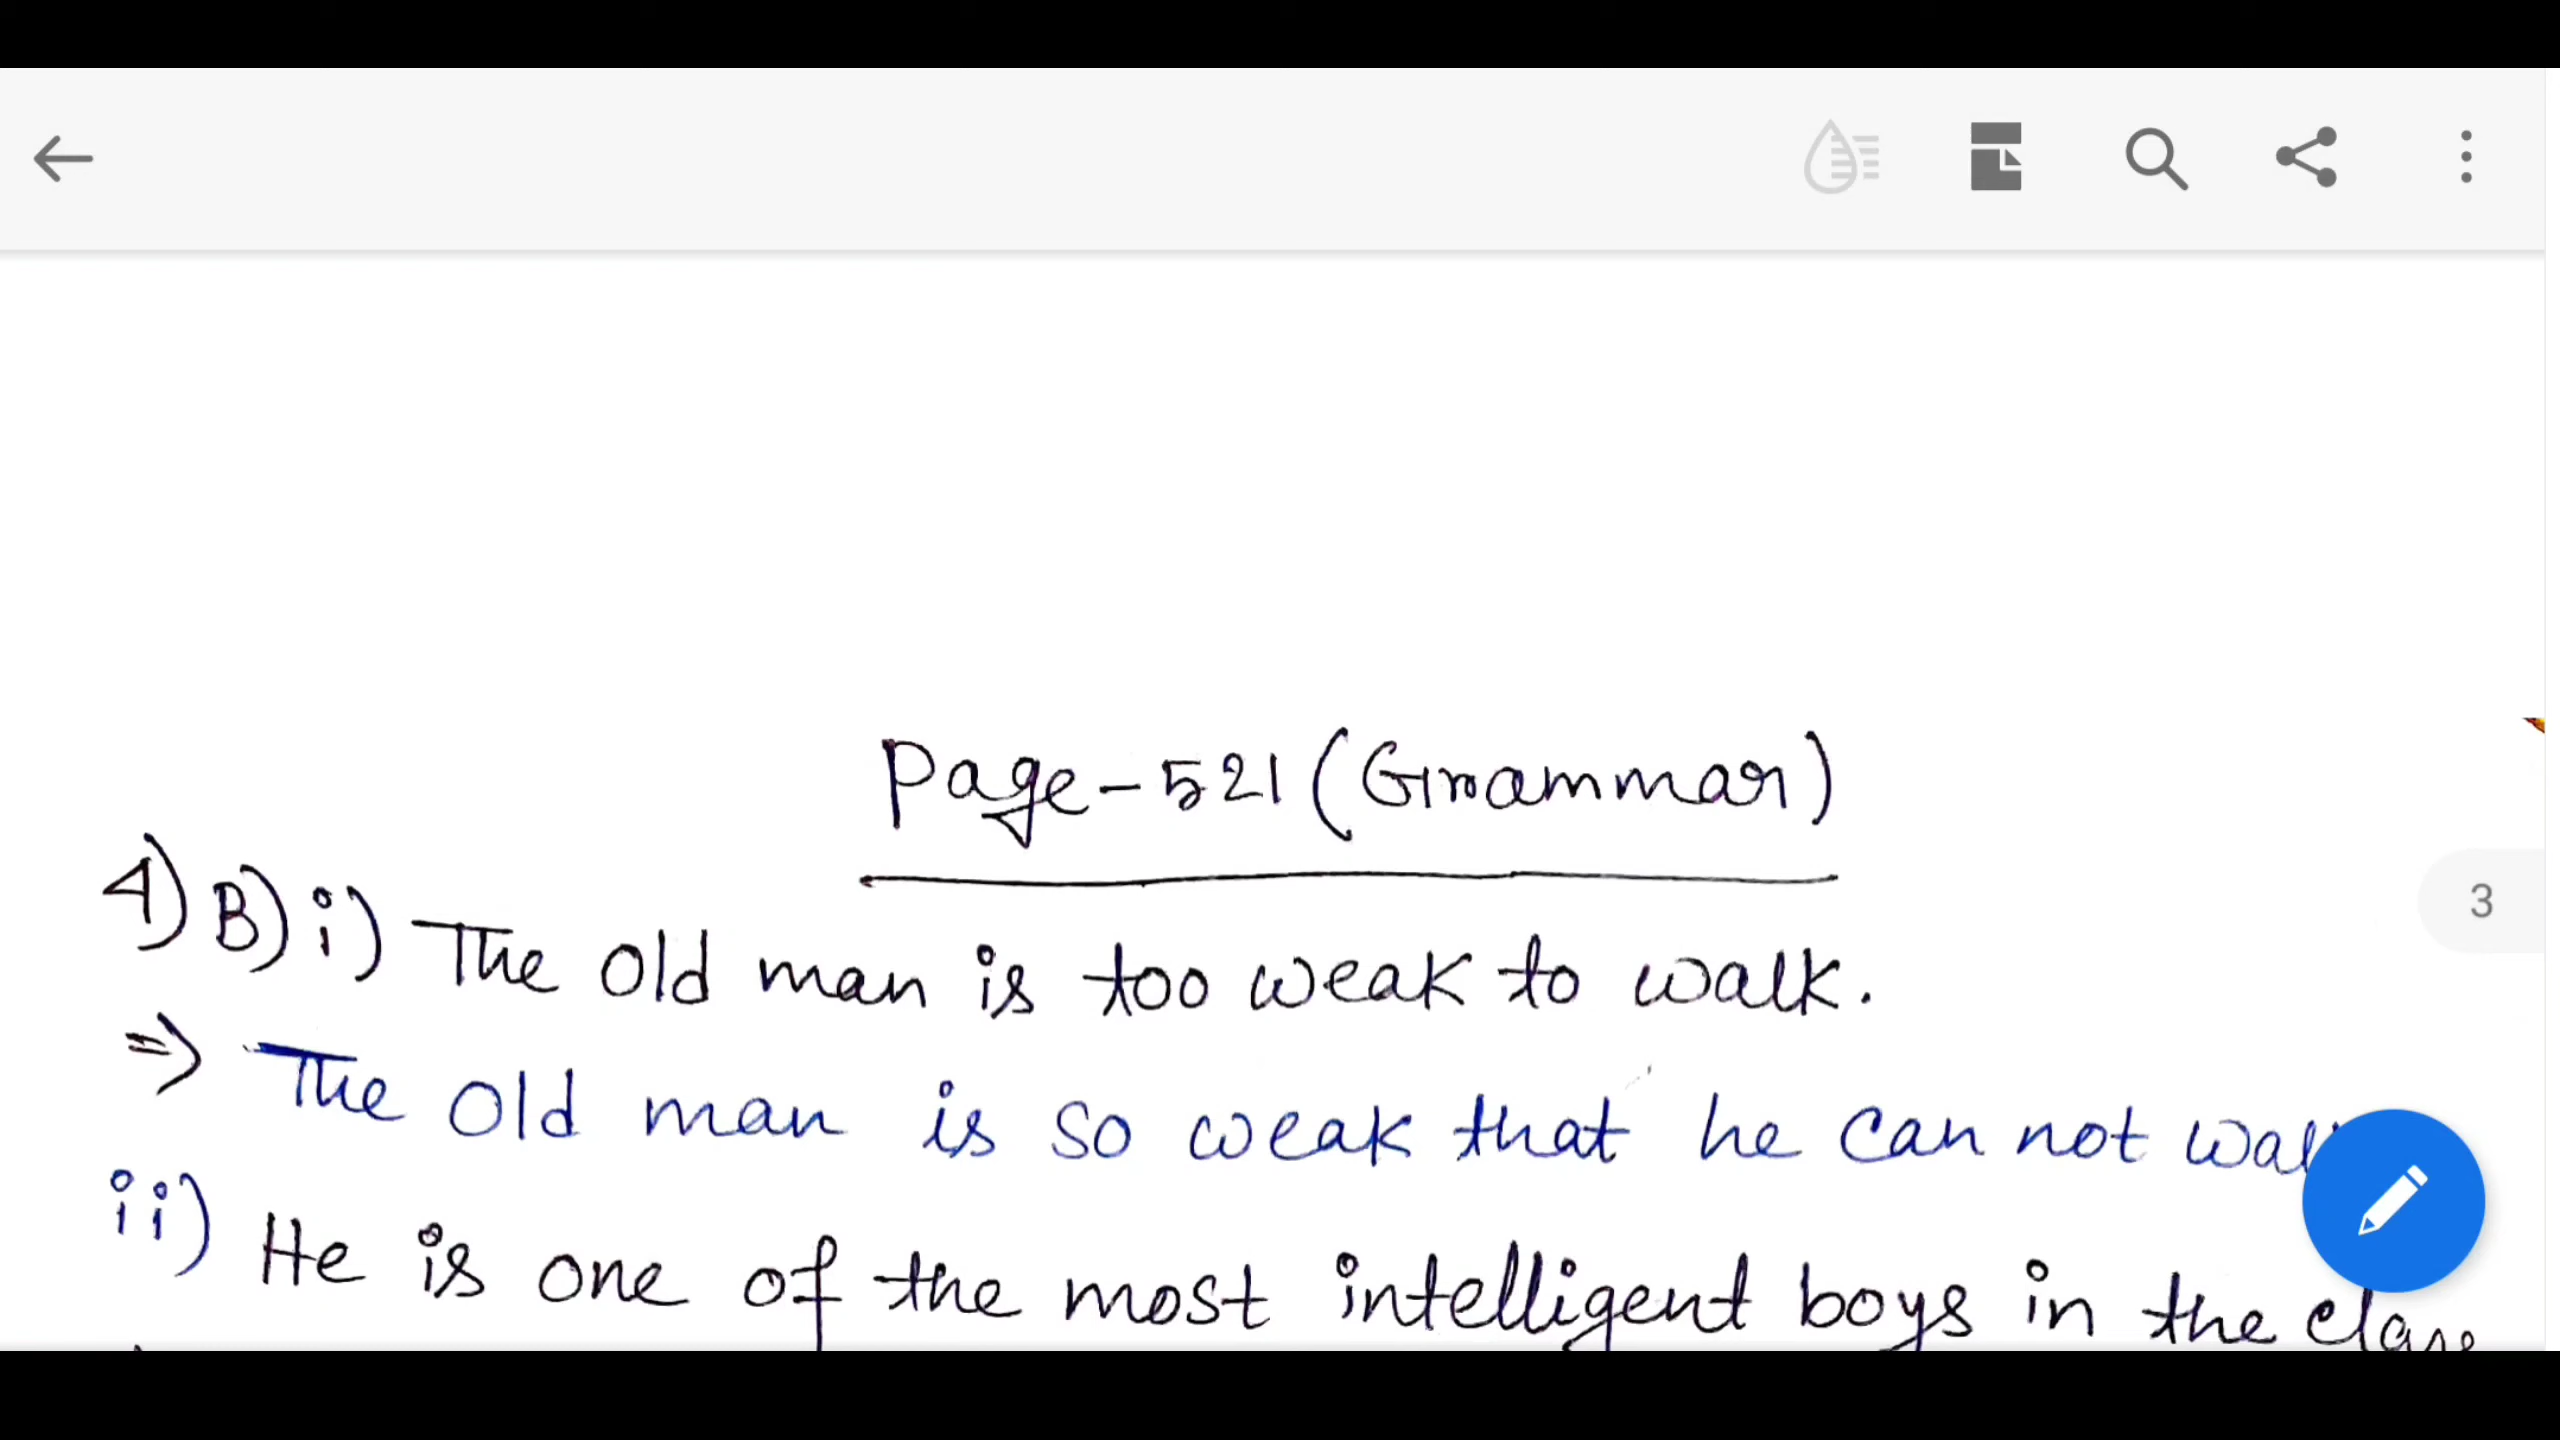 Page-521 (Grammar)
4) B) i) The old man is too weak to walk.
=> The old man is so weak that he can not
ii) He is one of the most intelligent boys in the
3